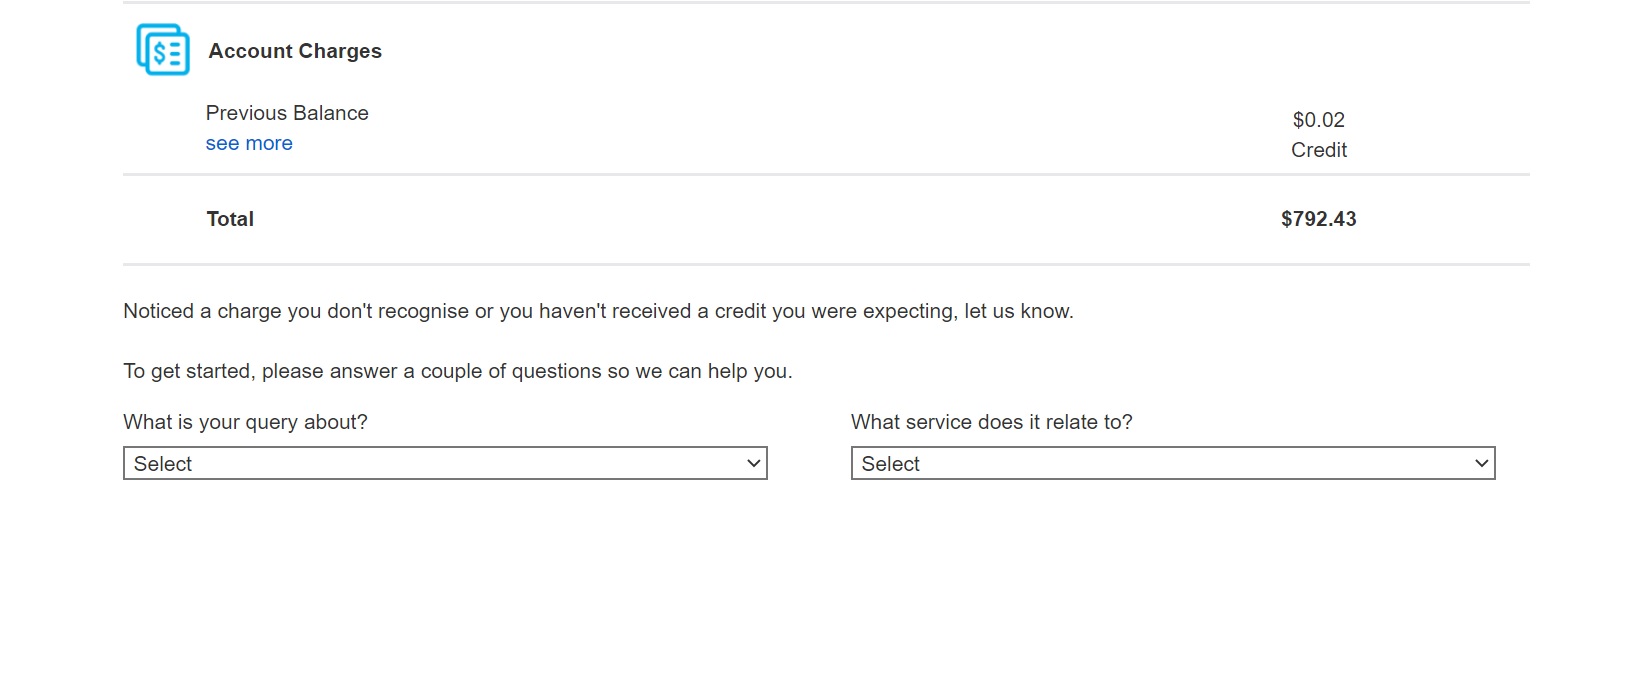 Account Charges
Previous Balance
see more
$0.02
Credit
Total
$792.43
Noticed a charge you don't recognise or you haven't received a credit you were expecting, let us know.
To get started, please answer a couple of questions so we can help you.
What is your query about?
Select
What service does it relate to?
Select